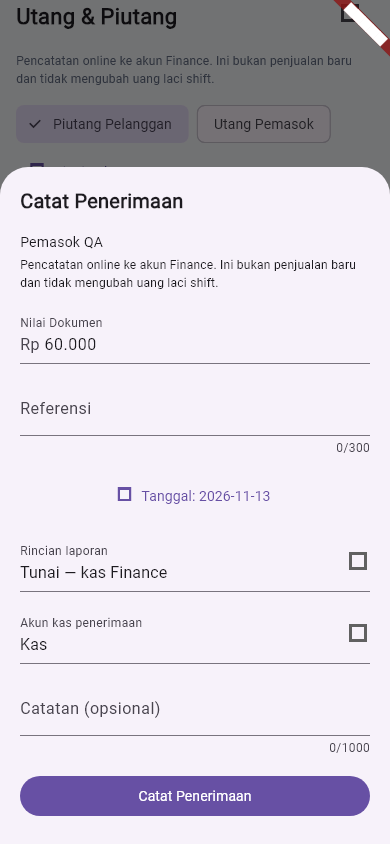 Utang & Piutang
Pencatatan online ke akun Finance. Ini bukan penjualan baru
dan tidak mengubah uang laci shift.
Piutang Pelanggan
Utang Pemasok
Catat Penerimaan
Pemasok QA
Pencatatan online ke akun Finance. Ini bukan penjualan baru
dan tidak mengubah uang laci shift.
Nilai Dokumen
Rp 60.000
Referensi
0/300
Tanggal: 2026-11-13
Rincian laporan
Tunai — kas Finance
Akun kas penerimaan
Kas
Catatan (opsional)
0/1000
Catat Penerimaan